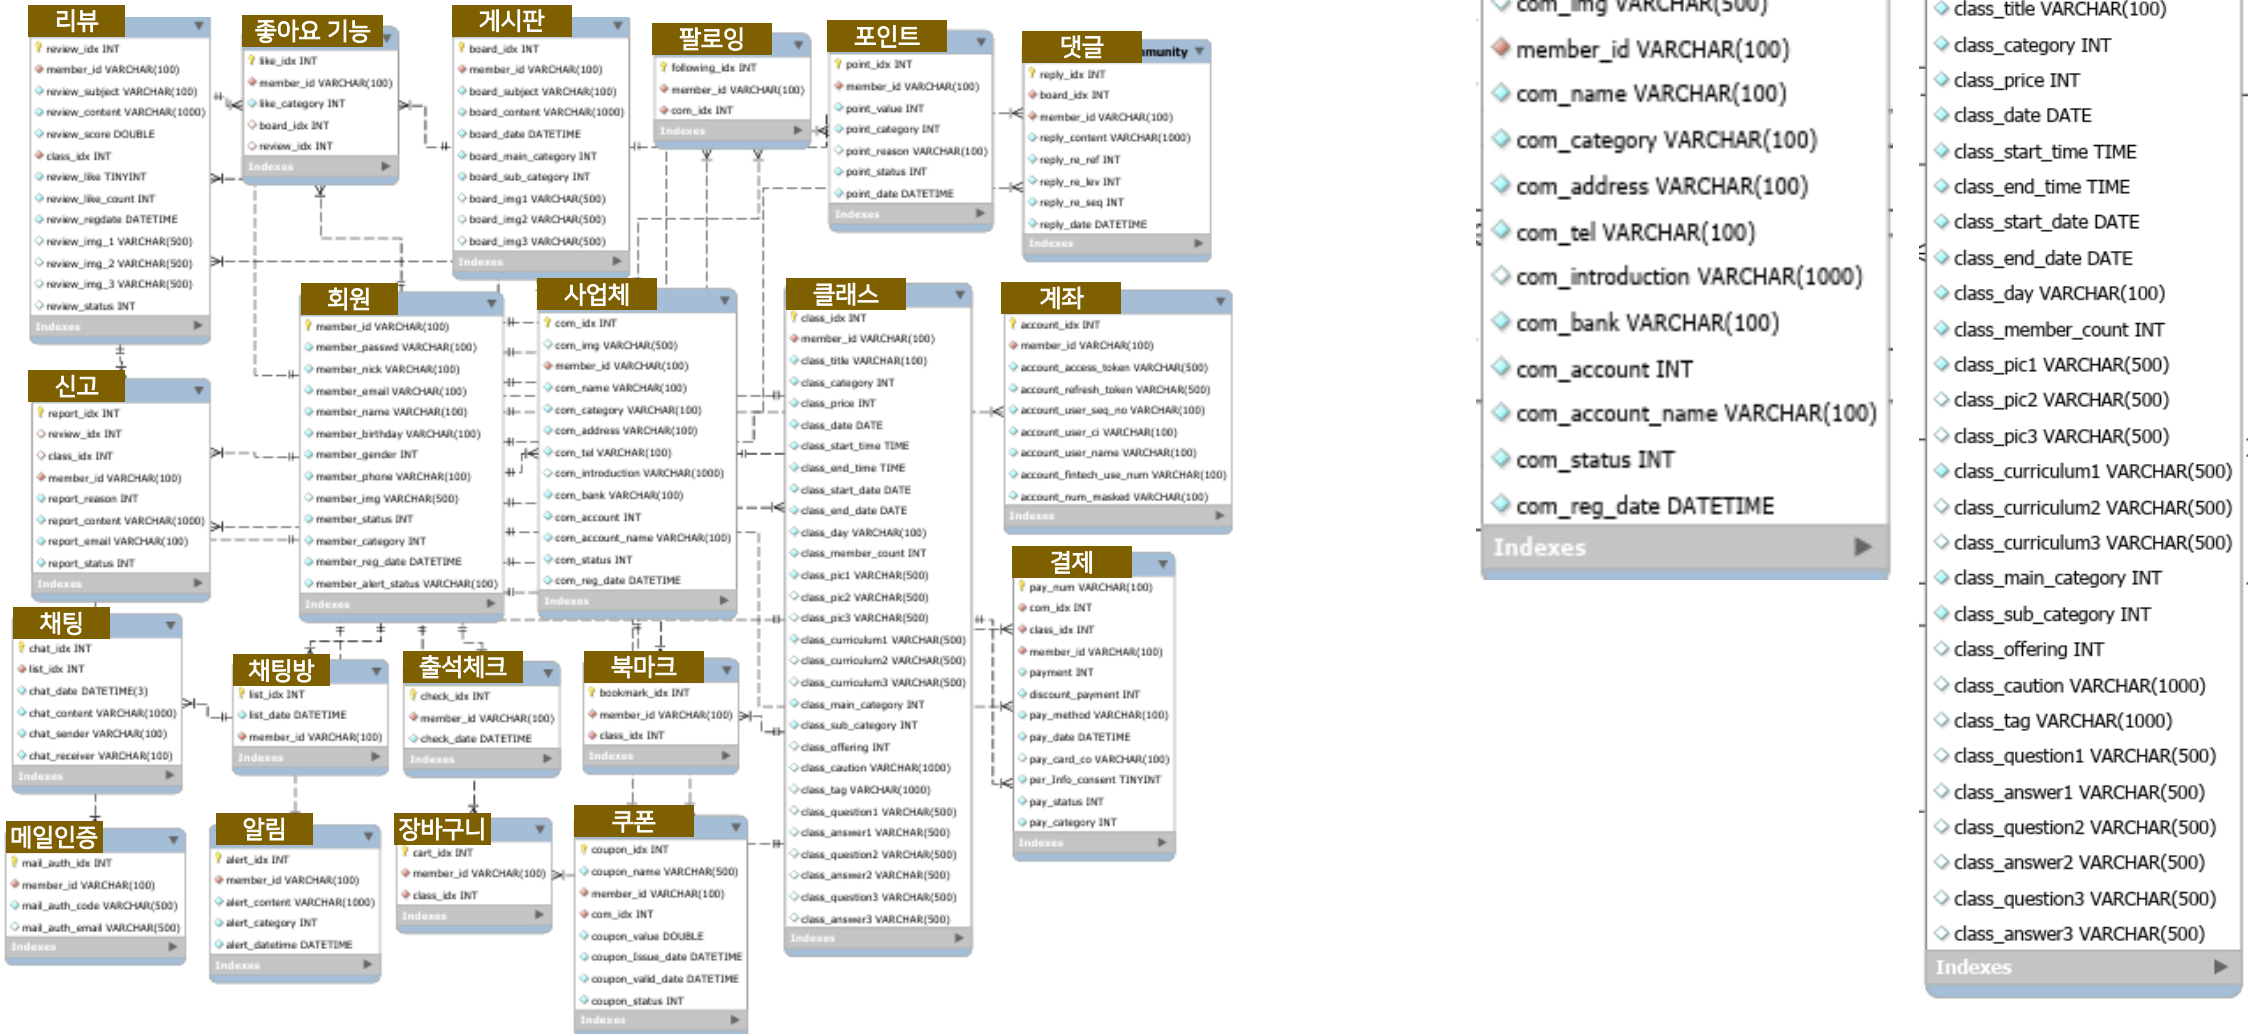 리뷰
review_idx INT
member_id VARCHAR(100)
review_subject VARCHAR(100)
review_content VARCHAR(1000)
review_score DOUBLE
class_idx INT
review_like TINYINT
review_like_count INT
review_regdate DATETIME
review_img_1 VARCHAR(500)
review_img_2 VARCHAR(500)
review_img_3 VARCHAR(500)
review_status INT
Indexes
좋아요 기능
like_idx INT
member_id VARCHAR(100)
like_category INT
board_idx INT
review_idx INT
Indexes
게시판
board_idx INT
member_id VARCHAR(100)
board_subject VARCHAR(100)
board_content VARCHAR(1000)
board_date DATETIME
board_main_category INT
board_sub_category INT
board_img1 VARCHAR(500)
board_img2 VARCHAR(500)
board_img3 VARCHAR(500)
Indexes
팔로잉
following_idx INT
member_id VARCHAR(100)
com_idx INT
Indexes
포인트
point_idx INT
member_id VARCHAR(100)
point_value INT
point_category INT
point_reason VARCHAR(100)
point_status INT
point_date DATETIME
Indexes
댓글
munity
reply_idx INT
board_idx INT
member_id VARCHAR(100)
reply_content VARCHAR(1000)
reply_re_ref INT
reply_re_lev INT
reply_re_seq INT
reply_date DATETIME
Indexes
회원
member_id VARCHAR(100)
member_passwd VARCHAR(100)
member_nick VARCHAR(100)
member_email VARCHAR(100)
member_name VARCHAR(100)
member_birthday VARCHAR(100)
member_gender INT
member_phone VARCHAR(100)
member_img VARCHAR(500)
member_status INT
member_category INT
member_reg_date DATETIME
member_alert_status VARCHAR(100)
Indexes
사업체
com_idx INT
com_img VARCHAR(500)
member_id VARCHAR(100)
com_name VARCHAR(100)
com_category VARCHAR(100)
com_address VARCHAR(100)
com_tel VARCHAR(100)
com_introduction VARCHAR(1000)
com_bank VARCHAR(100)
com_account INT
com_account_name VARCHAR(100)
com_status INT
com_reg_date DATETIME
Indexes
클래스
class_idx INT
member_id VARCHAR(100)
class_title VARCHAR(100)
class_category INT
class_price INT
class_date DATE
class_start_time TIME
class_end_time TIME
class_start_date DATE
class_end_date DATE
class_day VARCHAR(100)
class_member_count INT
class_pic1 VARCHAR(500)
class_pic2 VARCHAR(500)
class_pic3 VARCHAR(500)
class_curriculum1 VARCHAR(500)
class_curriculum2 VARCHAR(500)
class_curriculum3 VARCHAR(500)
class_main_category INT
class_sub_category INT
class_offering INT
class_caution VARCHAR(1000)
class_tag VARCHAR(1000)
class_question1 VARCHAR(500)
class_answer1 VARCHAR(500)
class_question2 VARCHAR(500)
class_answer2 VARCHAR(500)
class_question3 VARCHAR(500)
class_answer3 VARCHAR(500)
Indexes
계좌
account_idx INT
member_id VARCHAR(100)
account_access_token VARCHAR(500)
account_refresh_token VARCHAR(500)
account_user_seq_no VARCHAR(100)
account_user_ci VARCHAR(100)
account_user_name VARCHAR(100)
account_fintech_use_num VARCHAR(100)
account_num_masked VARCHAR(100)
Indexes
신고
report_idx INT
review_idx INT
class_idx INT
member_id VARCHAR(100)
report_reason INT
report_content VARCHAR(1000)
report_email VARCHAR(100)
report_status INT
Indexes
결제
pay_num VARCHAR(100)
com_idx INT
class_idx INT
member_id VARCHAR(100)
payment INT
discount_payment INT
pay_method VARCHAR(100)
pay_date DATETIME
pay_card_co VARCHAR(100)
per_Info_consent TINYINT
pay_status INT
pay_category INT
Indexes
채팅
chat_idx INT
list_idx INT
chat_date DATETIME(3)
chat_content VARCHAR(1000)
chat_sender VARCHAR(100)
chat_receiver VARCHAR(100)
Indexes
채팅방
list_idx INT
list_date DATETIME
member_id VARCHAR(100)
Indexes
출석체크
check_idx INT
member_id VARCHAR(100)
check_date DATETIME
Indexes
북마크
bookmark_idx INT
member_id VARCHAR(100)
class_idx INT
Indexes
메일인증
mail_auth_idx INT
member_id VARCHAR(100)
mail_auth_code VARCHAR(500)
mail_auth_email VARCHAR(500)
Indexes
알림
alert_idx INT
member_id VARCHAR(100)
alert_content VARCHAR(1000)
alert_category INT
alert_datetime DATETIME
Indexes
장바구니
cart_idx INT
member_id VARCHAR(100)
class_idx INT
Indexes
쿠폰
coupon_idx INT
coupon_name VARCHAR(500)
member_id VARCHAR(100)
com_idx INT
coupon_value DOUBLE
coupon_Issue_date DATETIME
coupon_valid_date DATETIME
coupon_status INT
Indexes
com_img VARCHAR(500)
member_id VARCHAR(100)
com_name VARCHAR(100)
com_category VARCHAR(100)
com_address VARCHAR(100)
com_tel VARCHAR(100)
com_introduction VARCHAR(1000)
com_bank VARCHAR(100)
com_account INT
com_account_name VARCHAR(100)
com_status INT
com_reg_date DATETIME
Indexes
class_title VARCHAR(100)
class_category INT
class_price INT
class_date DATE
class_start_time TIME
class_end_time TIME
class_start_date DATE
class_end_date DATE
class_day VARCHAR(100)
class_member_count INT
class_pic1 VARCHAR(500)
class_pic2 VARCHAR(500)
class_pic3 VARCHAR(500)
class_curriculum1 VARCHAR(500)
class_curriculum2 VARCHAR(500)
class_curriculum3 VARCHAR(500)
class_main_category INT
class_sub_category INT
class_offering INT
class_caution VARCHAR(1000)
class_tag VARCHAR(1000)
class_question1 VARCHAR(500)
class_answer1 VARCHAR(500)
class_question2 VARCHAR(500)
class_answer2 VARCHAR(500)
class_question3 VARCHAR(500)
class_answer3 VARCHAR(500)
Indexes